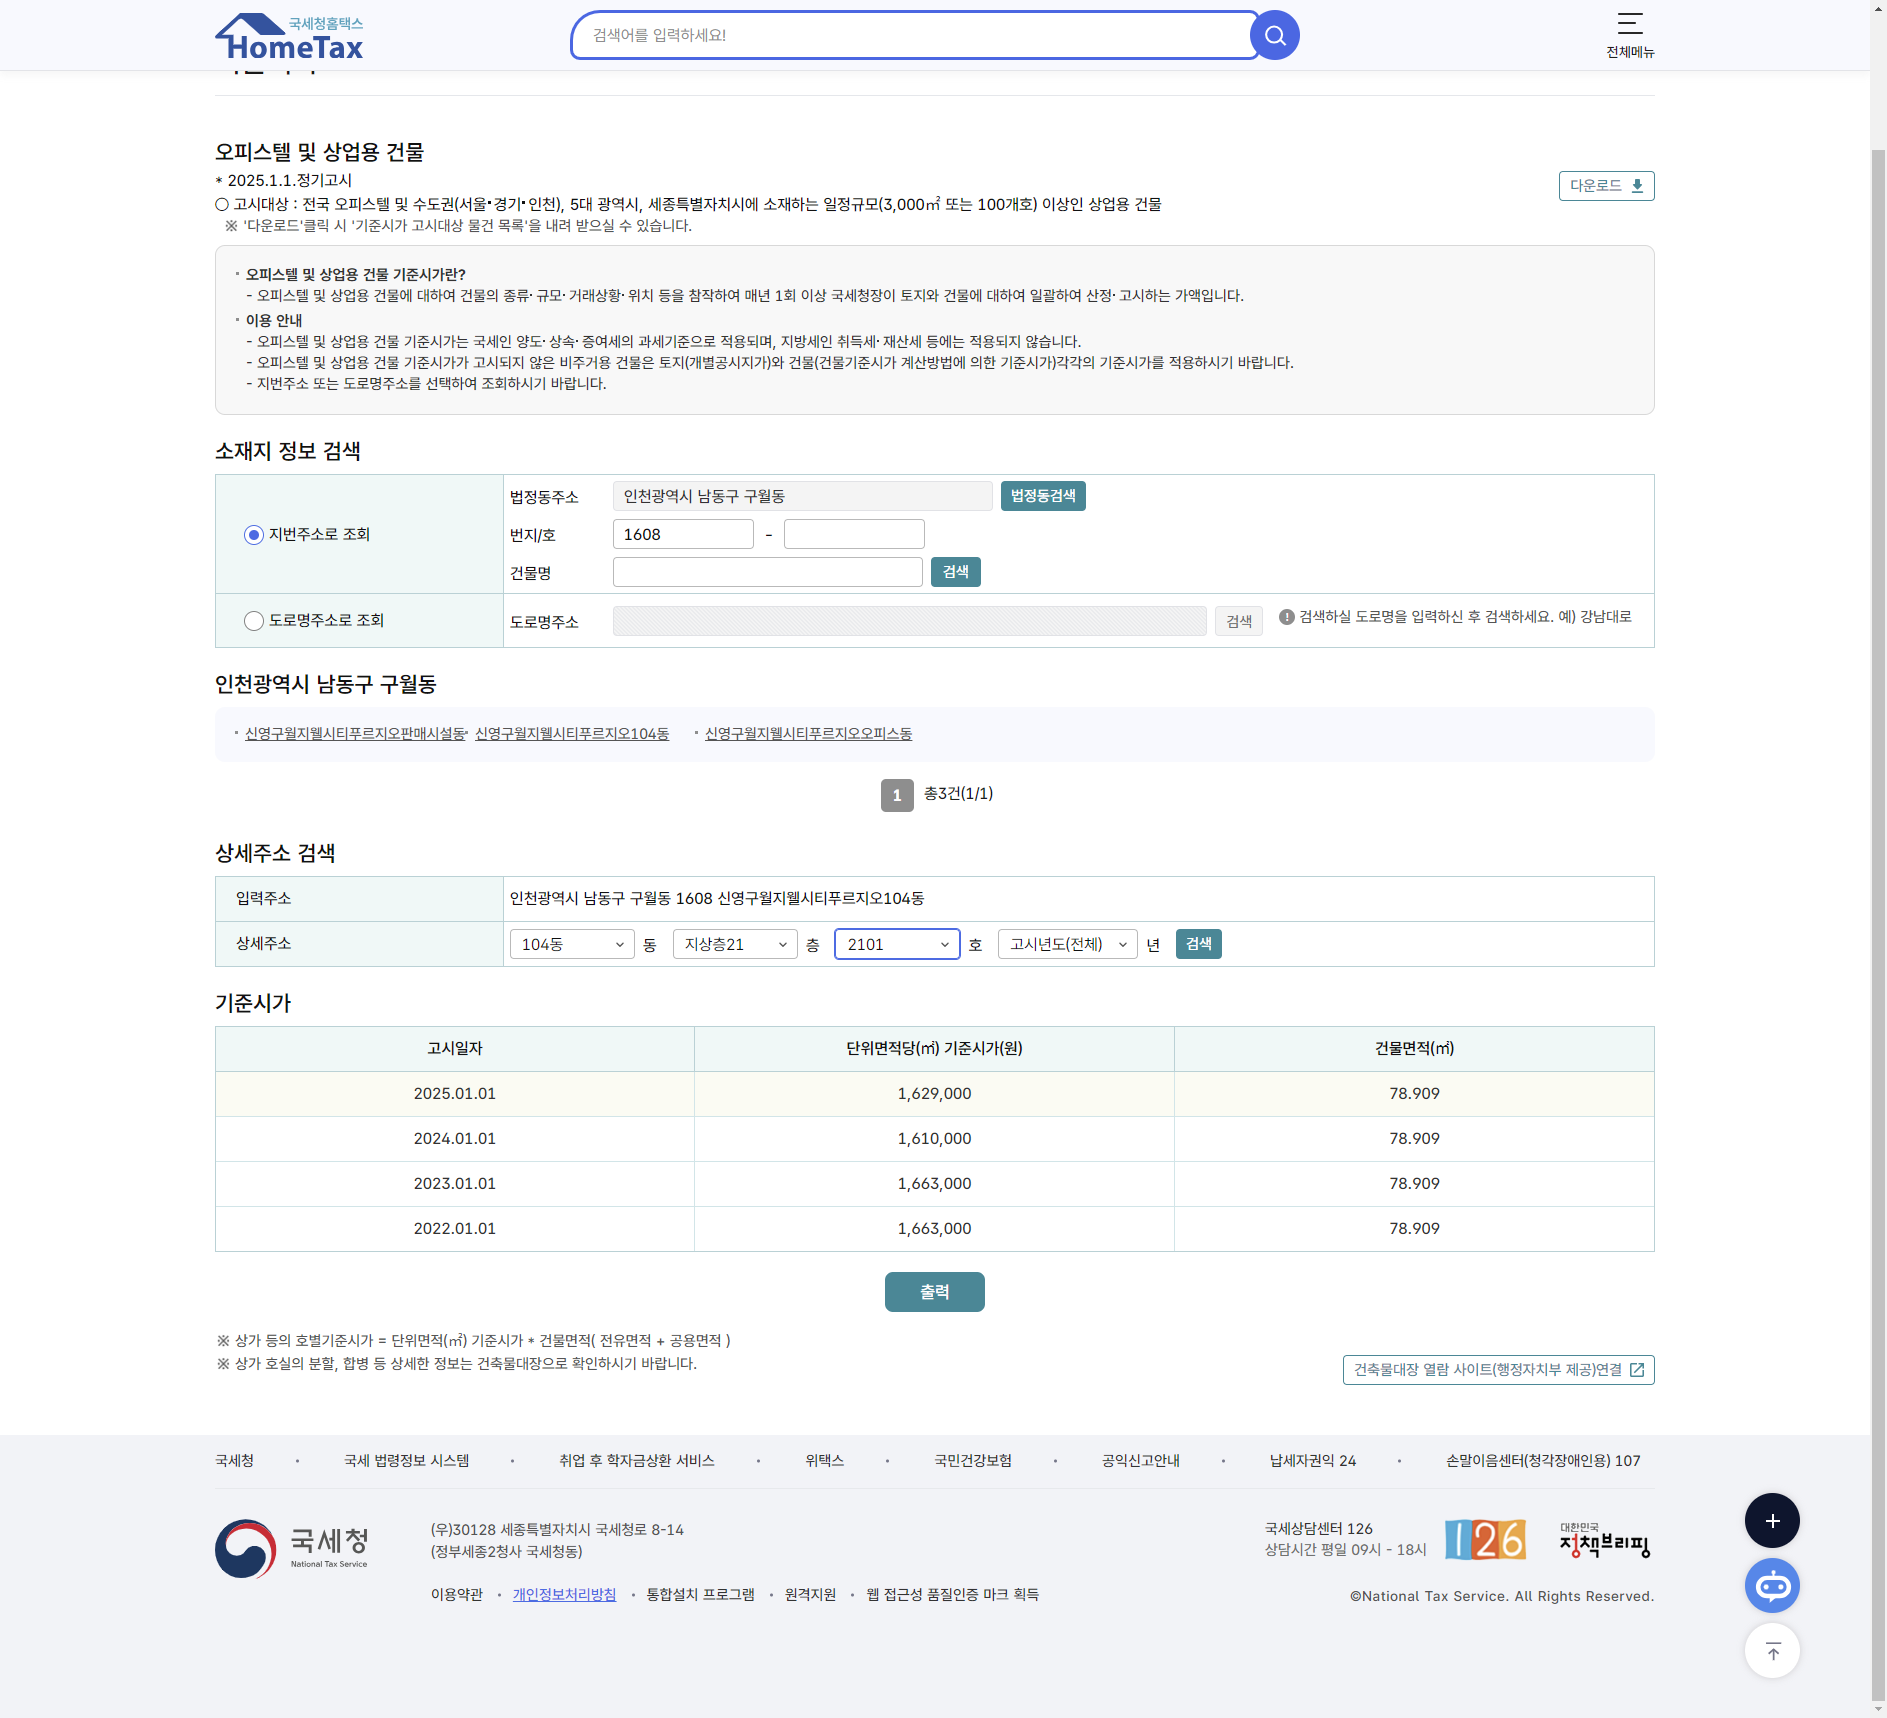 국세청홈택스
HomeTax
검색어를 입력하세요!
전체메뉴
오피스텔 및 상업용 건물
* 2025.1.1.정기고시
○ 고시대상 : 전국 오피스텔 및 수도권(서울·경기·인천), 5대 광역시, 세종특별자치시에 소재하는 일정규모(3,000㎡ 또는 100개호) 이상인 상업용 건물
※ '다운로드'클릭 시 '기준시가 고시대상 물건 목록'을 내려 받으실 수 있습니다.
다운로드
· 오피스텔 및 상업용 건물 기준시가란?
- 오피스텔 및 상업용 건물에 대하여 건물의 종류·규모·거래상황·위치 등을 참작하여 매년 1회 이상 국세청장이 토지와 건물에 대하여 일괄하여 산정·고시하는 가액입니다.
· 이용 안내
- 오피스텔 및 상업용 건물 기준시가는 국세인 양도·상속·증여세의 과세기준으로 적용되며, 지방세인 취득세·재산세 등에는 적용되지 않습니다.
- 오피스텔 및 상업용 건물 기준시가가 고시되지 않은 비주거용 건물은 토지(개별공시지가)와 건물(건물기준시가 계산방법에 의한 기준시가)각각의 기준시가를 적용하시기 바랍니다.
- 지번주소 또는 도로명주소를 선택하여 조회하시기 바랍니다.
소재지 정보 검색
지번주소로 조회
법정동주소 인천광역시 남동구 구월동 법정동검색
번지/호 1608 -
건물명 검색
도로명주소로 조회 도로명주소 검색 ! 검색하실 도로명을 입력하신 후 검색하세요. 예) 강남대로
인천광역시 남동구 구월동
· 신영구월지웰시티푸르지오판매시설동 · 신영구월지웰시티푸르지오104동 · 신영구월지웰시티푸르지오오피스동
1 총3건(1/1)
상세주소 검색
입력주소 인천광역시 남동구 구월동 1608 신영구월지웰시티푸르지오104동
상세주소 104동 동 지상층21 층 2101 호 고시년도(전체) 년 검색
기준시가
고시일자 단위면적당(㎡) 기준시가(원) 건물면적(㎡)
2025.01.01 1,629,000 78.909
2024.01.01 1,610,000 78.909
2023.01.01 1,663,000 78.909
2022.01.01 1,663,000 78.909
출력
※ 상가 등의 호별기준시가 = 단위면적(㎡) 기준시가 * 건물면적( 전유면적 + 공용면적 )
※ 상가 호실의 분할, 합병 등 상세한 정보는 건축물대장으로 확인하시기 바랍니다.
건축물대장 열람 사이트(행정자치부 제공)연결
국세청 · 국세 법령정보 시스템 · 취업 후 학자금상환 서비스 · 위택스 · 국민건강보험 · 공익신고안내 · 납세자권익 24 · 손말이음센터(청각장애인용) 107
국세청
National Tax Service
(우)30128 세종특별자치시 국세청로 8-14
(정부세종2청사 국세청동)
국세상담센터 126
상담시간 평일 09시 - 18시
126
대한민국
정책브리핑
이용약관 · 개인정보처리방침 · 통합설치 프로그램 · 원격지원 · 웹 접근성 품질인증 마크 획득
©National Tax Service. All Rights Reserved.